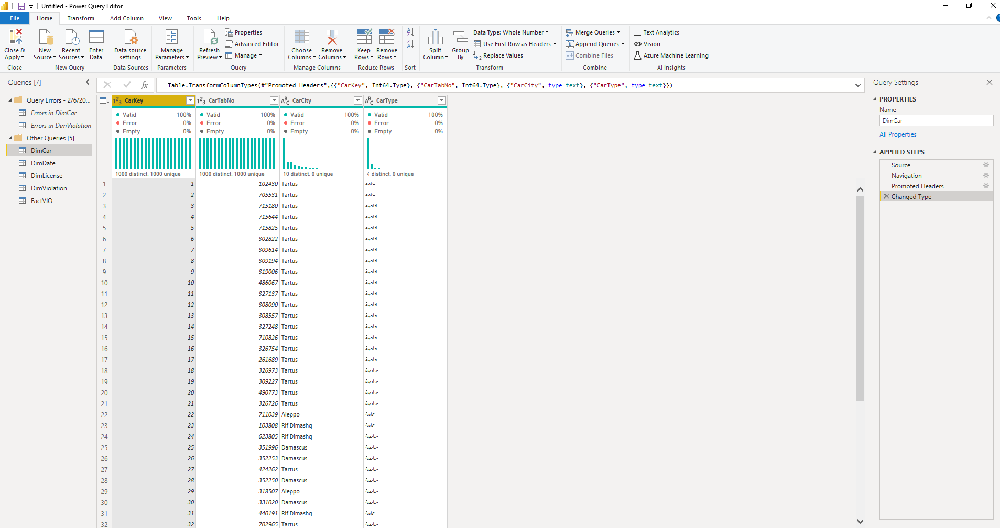 Untitled - Power Query Editor
File Home Transform Add Column View Tools Help
Close & Apply
Close
New Source
Recent Sources
Enter Data
New Query
Data source settings
Data Sources
Manage Parameters
Parameters
Refresh Preview
Properties
Advanced Editor
Manage
Query
Choose Columns
Remove Columns
Manage Columns
Keep Rows
Remove Rows
Reduce Rows
Sort
Split Column
Group By
Data Type: Whole Number
Use First Row as Headers
Replace Values
Transform
Merge Queries
Append Queries
Combine Files
Combine
Text Analytics
Vision
Azure Machine Learning
AI Insights
Queries [7]
Query Errors - 2/6/20...
Errors in DimCar
Errors in DimViolation
Other Queries [5]
DimCar
DimDate
DimLicense
DimViolation
FactVIO
= Table.TransformColumnTypes(#"Promoted Headers",{{"CarKey", Int64.Type}, {"CarTabNo", Int64.Type}, {"CarCity", type text}, {"CarType", type text}})
CarKey CarTabNo CarCity CarType
Valid 100% Valid 100% Valid 100% Valid 100%
Error 0% Error 0% Error 0% Error 0%
Empty 0% Empty 0% Empty 0% Empty 0%
1000 distinct, 1000 unique 1000 distinct, 1000 unique 10 distinct, 0 unique 4 distinct, 0 unique
1 1 102430 Tartus عامة
2 2 705531 Tartus عامة
3 3 715180 Tartus خاصة
4 4 715644 Tartus خاصة
5 5 715825 Tartus خاصة
6 6 302822 Tartus خاصة
7 7 309614 Tartus خاصة
8 8 309194 Tartus خاصة
9 9 319006 Tartus خاصة
10 10 486067 Tartus خاصة
11 11 327137 Tartus خاصة
12 12 308090 Tartus خاصة
13 13 308557 Tartus خاصة
14 14 327248 Tartus خاصة
15 15 710826 Tartus خاصة
16 16 326754 Tartus خاصة
17 17 261689 Tartus خاصة
18 18 326973 Tartus خاصة
19 19 309227 Tartus خاصة
20 20 490773 Tartus خاصة
21 21 326726 Tartus خاصة
22 22 711039 Aleppo عامة
23 23 103808 Rif Dimashq عامة
24 24 623805 Rif Dimashq خاصة
25 25 351996 Damascus خاصة
26 26 352253 Damascus خاصة
27 27 424262 Tartus خاصة
28 28 352250 Damascus خاصة
29 29 318507 Aleppo خاصة
30 30 331020 Damascus خاصة
31 31 440191 Rif Dimashq عامة
32 32 702965 Tartus خاصة
Query Settings
PROPERTIES
Name
DimCar
All Properties
APPLIED STEPS
Source
Navigation
Promoted Headers
Changed Type